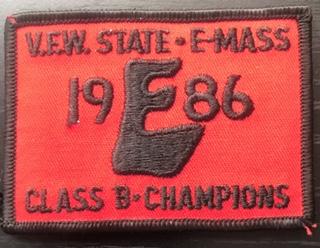 V.F.W. STATE • E-MASS
19 E 86
CLASS B • CHAMPIONS